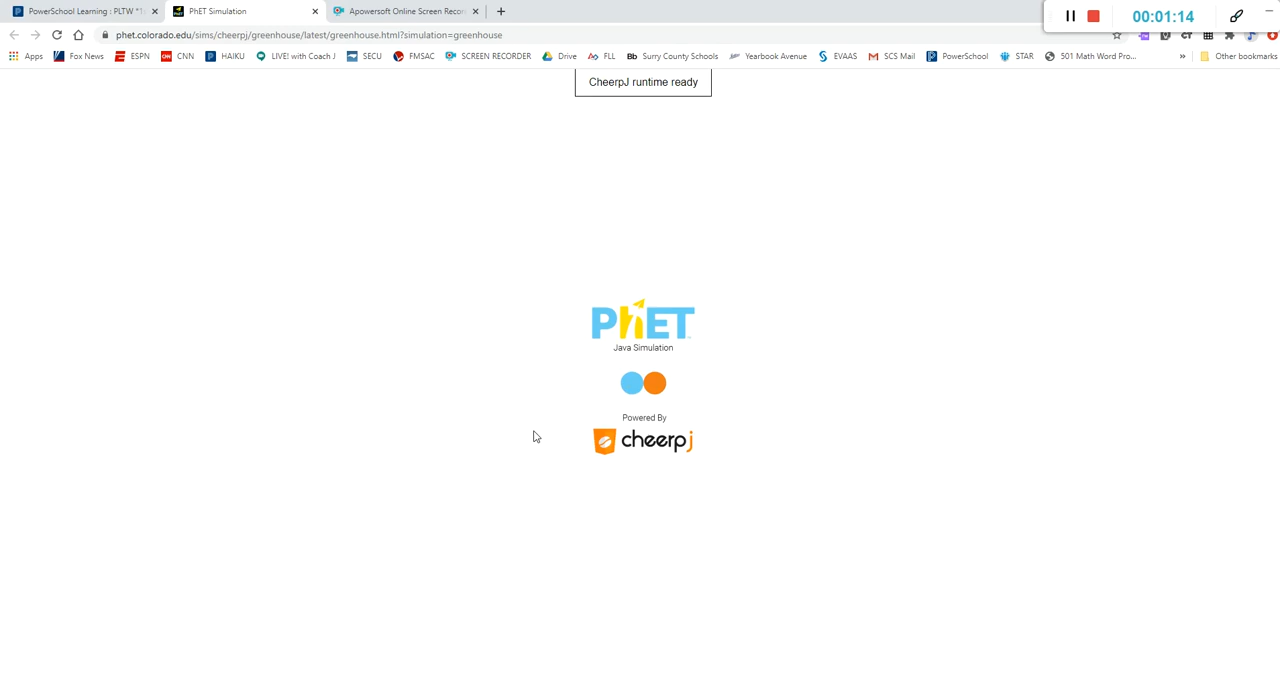 PowerSchool Learning : PLTW *1
PhET Simulation
Apowersoft Online Screen Recor
00:01:14
phet.colorado.edu/sims/cheerpj/greenhouse/latest/greenhouse.html?simulation=greenhouse
Apps Fox News ESPN CNN HAIKU LIVE! with Coach J SECU FMSAC SCREEN RECORDER Drive FLL Bb Surry County Schools Yearbook Avenue EVAAS SCS Mail PowerSchool STAR 501 Math Word Pro... » Other bookmarks
CheerpJ runtime ready
PhET
Java Simulation
Powered By
cheerpj